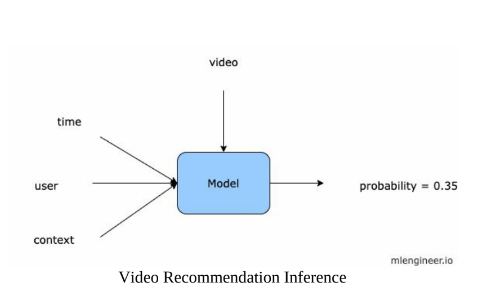 video
time
user
context
Model
probability = 0.35
mlengineer.io
Video Recommendation Inference